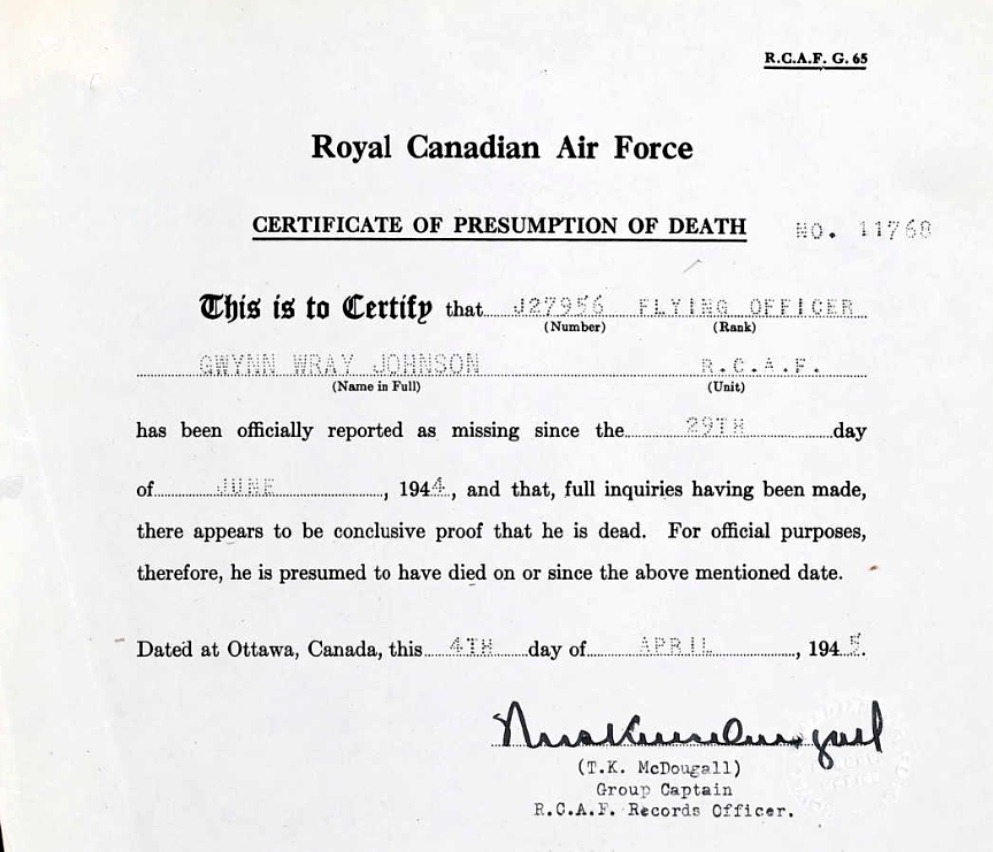 R.C.A.F. G. 65
Royal Canadian Air Force
CERTIFICATE OF PRESUMPTION OF DEATH NO. 11768
This is to Certify that J27956 FLYING OFFICER
(Number) (Rank)
GWYNN WRAY JOHNSON R.C.A.F.
(Name in Full) (Unit)
has been officially reported as missing since the 29TH day
of JUNE, 1944, and that, full inquiries having been made,
there appears to be conclusive proof that he is dead. For official purposes,
therefore, he is presumed to have died on or since the above mentioned date.
Dated at Ottawa, Canada, this 4TH day of APRIL, 1945.
(T.K. McDougall)
Group Captain
R.C.A.F. Records Officer.